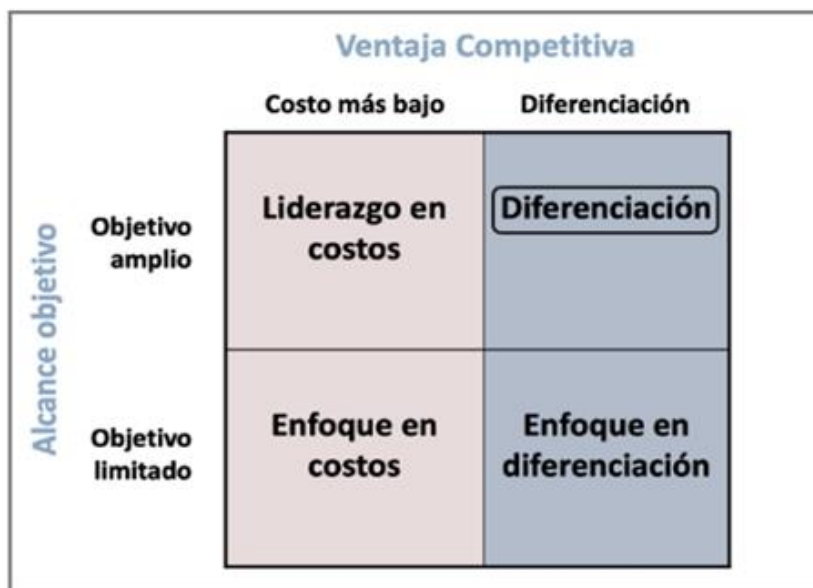 Ventaja Competitiva
Costo más bajo
Diferenciación
Alcance objetivo
Objetivo
amplio
Liderazgo en
costos
Diferenciación
Objetivo
limitado
Enfoque en
costos
Enfoque en
diferenciación